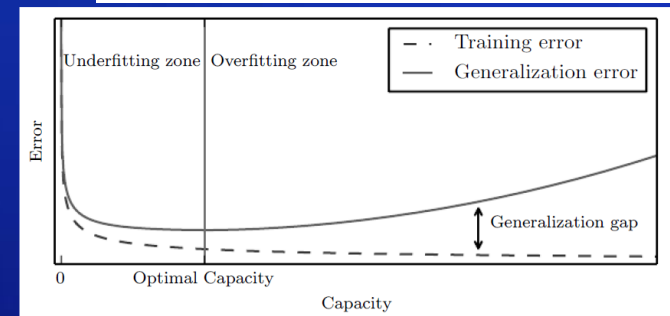 Training error
Underfitting zone Overfitting zone
Generalization error
Error
Generalization gap
0
Optimal Capacity
Capacity